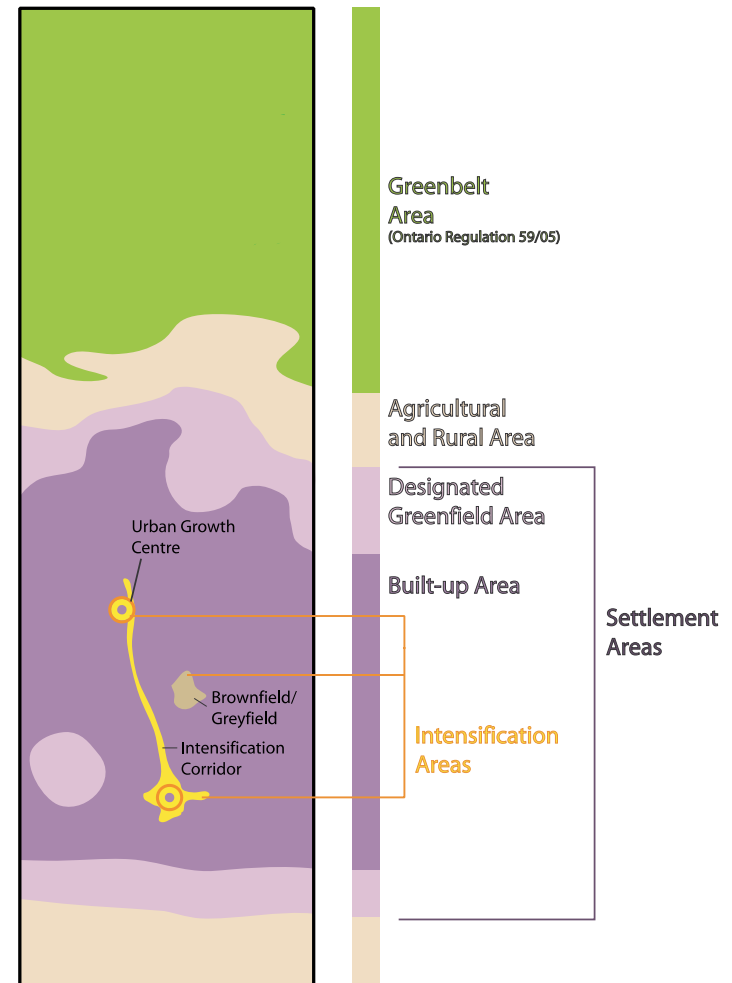 Greenbelt
Area
(Ontario Regulation 59/05)
Agricultural
and Rural Area
Designated
Greenfield Area
Urban Growth
Centre
Built-up Area
Settlement
Areas
Brownfield/
Greyfield
Intensification
Corridor
Intensification
Areas